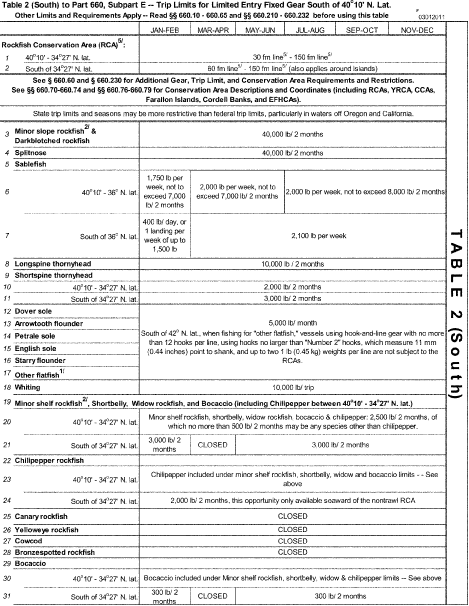 Table 2 (South) to Part 660, Subpart E -- Trip Limits for Limited Entry Fixed Gear South of 40°10' N. Lat.
Other Limits and Requirements Apply -- Read §§ 660.10 - 660.65 and §§ 660.210 - 660.232 before using this table
03012011
JAN-FEB MAR-APR MAY-JUN JUL-AUG SEP-OCT NOV-DEC
Rockfish Conservation Area (RCA)6/:
1 40°10' - 34°27' N. lat. 30 fm line5/ - 150 fm line5/
2 South of 34°27' N. lat. 60 fm line5/ - 150 fm line5/ (also applies around islands)
See § 660.60 and § 660.230 for Additional Gear, Trip Limit, and Conservation Area Requirements and Restrictions.
See §§ 660.70-660.74 and §§ 660.76-660.79 for Conservation Area Descriptions and Coordinates (including RCAs, YRCA, CCAs,
Farallon Islands, Cordell Banks, and EFHCAs).
State trip limits and seasons may be more restrictive than federal trip limits, particularly in waters off Oregon and California.
3 Minor slope rockfish2/ &
Darkblotched rockfish 40,000 lb/ 2 months
4 Splitnose 40,000 lb/ 2 months
5 Sablefish
6 40°10' - 36° N. lat. 1,750 lb per
week, not to
exceed 7,000
lb/ 2 months
2,000 lb per week, not to
exceed 7,000 lb/ 2 months
2,000 lb per week, not to exceed 8,000 lb/ 2 months
7 South of 36° N. lat. 400 lb/ day, or
1 landing per
week of up to
1,500 lb
2,100 lb per week
8 Longspine thornyhead 10,000 lb / 2 months
9 Shortspine thornyhead
10 40°10' - 34°27' N. lat. 2,000 lb/ 2 months
11 South of 34°27' N. lat. 3,000 lb/ 2 months
12 Dover sole
13 Arrowtooth flounder
14 Petrale sole
15 English sole
16 Starry flounder
17 Other flatfish1/
5,000 lb/ month
South of 42° N. lat., when fishing for "other flatfish," vessels using hook-and-line gear with no more
than 12 hooks per line, using hooks no larger than "Number 2" hooks, which measure 11 mm
(0.44 inches) point to shank, and up to two 1 lb (0.45 kg) weights per line are not subject to the
RCAs.
18 Whiting 10,000 lb/ trip
19 Minor shelf rockfish2/, Shortbelly, Widow rockfish, and Bocaccio (including Chilipepper between 40°10' - 34°27' N. lat.)
20 40°10' - 34°27' N. lat. Minor shelf rockfish, shortbelly, widow rockfish, bocaccio & chilipepper: 2,500 lb/ 2 months, of
which no more than 500 lb/ 2 months may be any species other than chilipepper.
21 South of 34°27' N. lat. 3,000 lb/ 2
months CLOSED 3,000 lb/ 2 months
22 Chilipepper rockfish
23 40°10' - 34°27' N. lat. Chilipepper included under minor shelf rockfish, shortbelly, widow and bocaccio limits - - See
above
24 South of 34°27' N. lat. 2,000 lb/ 2 months, this opportunity only available seaward of the nontrawl RCA
25 Canary rockfish CLOSED
26 Yelloweye rockfish CLOSED
27 Cowcod CLOSED
28 Bronzespotted rockfish CLOSED
29 Bocaccio
30 40°10' - 34°27' N. lat. Bocaccio included under Minor shelf rockfish, shortbelly, widow & chilipepper limits -- See above
31 South of 34°27' N. lat. 300 lb/ 2
months CLOSED 300 lb/ 2 months
TABLE 2 (South)